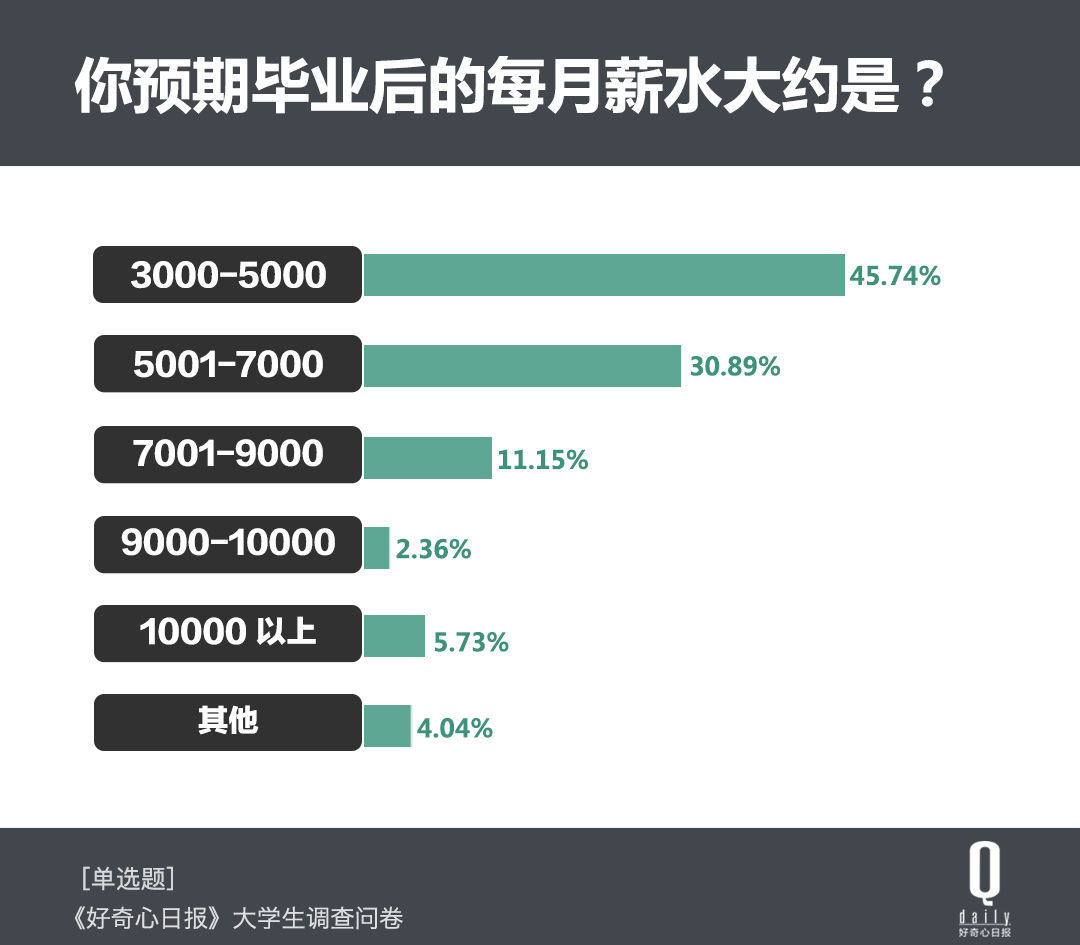 你预期毕业后的每月薪水大约是？
3000-5000 45.74%
5001-7000 30.89%
7001-9000 11.15%
9000-10000 2.36%
10000 以上 5.73%
其他 4.04%
[单选题]
《好奇心日报》大学生调查问卷
Q
daily
好奇心日报